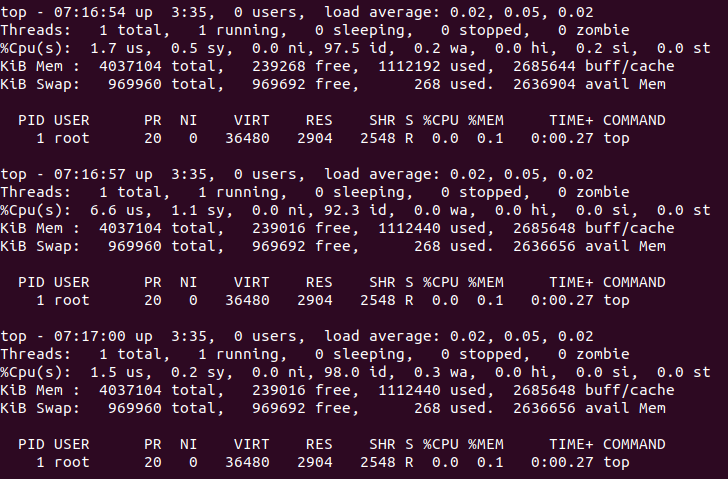 top - 07:16:54 up  3:35,  0 users,  load average: 0.02, 0.05, 0.02
Threads:   1 total,   1 running,   0 sleeping,   0 stopped,   0 zombie
%Cpu(s):  1.7 us,  0.5 sy,  0.0 ni, 97.5 id,  0.2 wa,  0.0 hi,  0.2 si,  0.0 st
KiB Mem :  4037104 total,   239268 free,  1112192 used,  2685644 buff/cache
KiB Swap:   969960 total,   969692 free,      268 used.  2636904 avail Mem
  PID USER      PR  NI    VIRT    RES    SHR S %CPU %MEM     TIME+ COMMAND
    1 root      20   0   36480   2904   2548 R  0.0  0.1   0:00.27 top
top - 07:16:57 up  3:35,  0 users,  load average: 0.02, 0.05, 0.02
Threads:   1 total,   1 running,   0 sleeping,   0 stopped,   0 zombie
%Cpu(s):  6.6 us,  1.1 sy,  0.0 ni, 92.3 id,  0.0 wa,  0.0 hi,  0.0 si,  0.0 st
KiB Mem :  4037104 total,   239016 free,  1112440 used,  2685648 buff/cache
KiB Swap:   969960 total,   969692 free,      268 used.  2636656 avail Mem
  PID USER      PR  NI    VIRT    RES    SHR S %CPU %MEM     TIME+ COMMAND
    1 root      20   0   36480   2904   2548 R  0.0  0.1   0:00.27 top
top - 07:17:00 up  3:35,  0 users,  load average: 0.02, 0.05, 0.02
Threads:   1 total,   1 running,   0 sleeping,   0 stopped,   0 zombie
%Cpu(s):  1.5 us,  0.2 sy,  0.0 ni, 98.0 id,  0.3 wa,  0.0 hi,  0.0 si,  0.0 st
KiB Mem :  4037104 total,   239016 free,  1112440 used,  2685648 buff/cache
KiB Swap:   969960 total,   969692 free,      268 used.  2636656 avail Mem
  PID USER      PR  NI    VIRT    RES    SHR S %CPU %MEM     TIME+ COMMAND
    1 root      20   0   36480   2904   2548 R  0.0  0.1   0:00.27 top